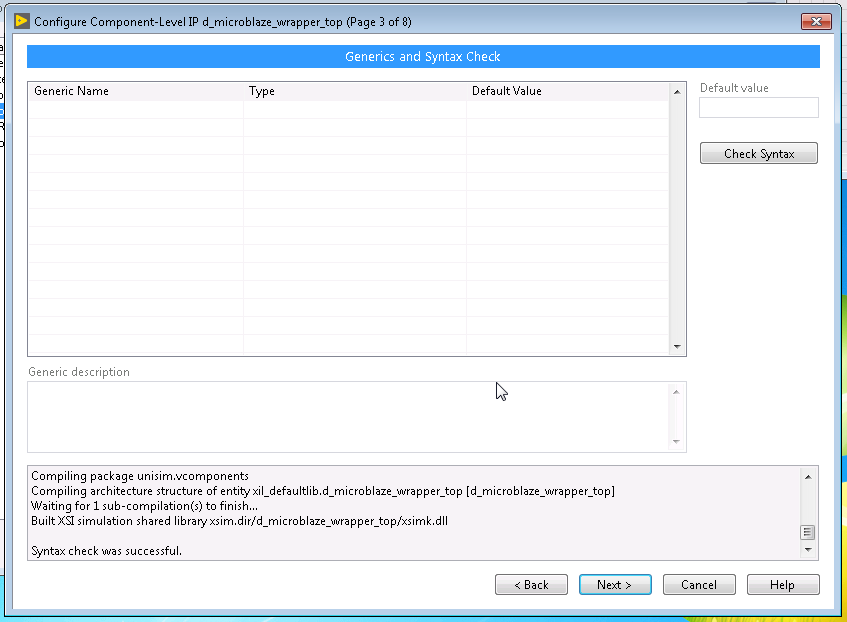 Configure Component-Level IP d_microblaze_wrapper_top (Page 3 of 8)
Generics and Syntax Check
Generic Name Type Default Value
Default value
Check Syntax
Generic description
Compiling package unisim.vcomponents
Compiling architecture structure of entity xil_defaultlib.d_microblaze_wrapper_top [d_microblaze_wrapper_top]
Waiting for 1 sub-compilation(s) to finish...
Built XSI simulation shared library xsim.dir/d_microblaze_wrapper_top/xsimk.dll
Syntax check was successful.
< Back Next > Cancel Help